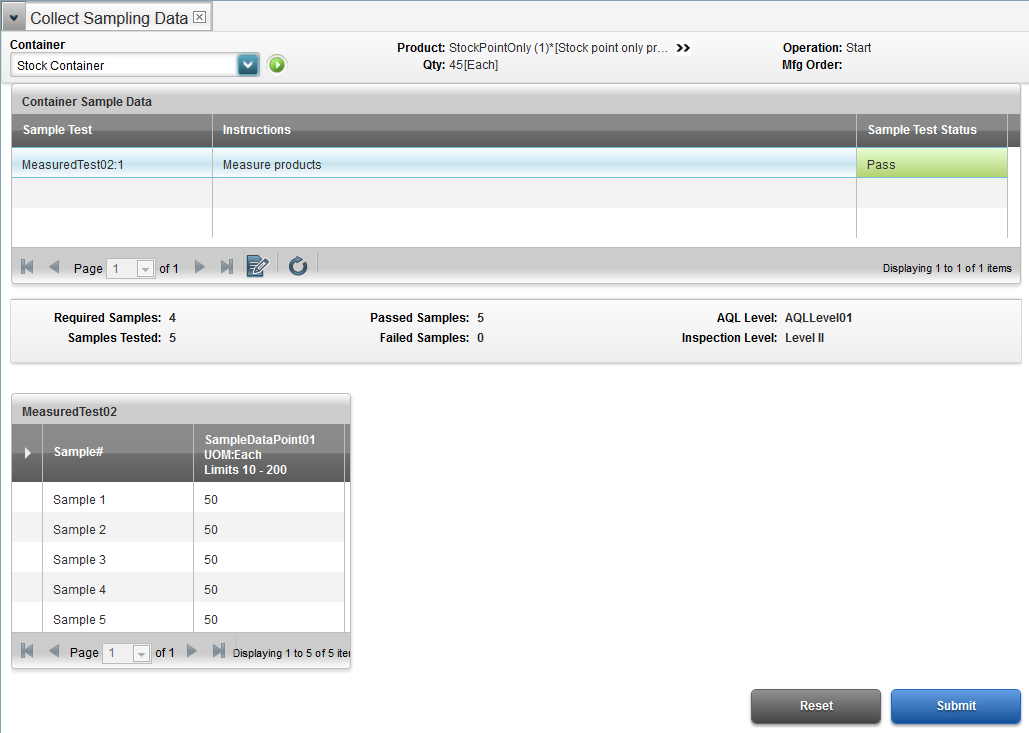 Collect Sampling Data
Container
Stock Container
Product: StockPointOnly (1)*[Stock point only pr... >>
Qty: 45[Each]
Operation: Start
Mfg Order:
Container Sample Data
Sample Test Instructions Sample Test Status
MeasuredTest02:1 Measure products Pass
Page 1 of 1 Displaying 1 to 1 of 1 items
Required Samples: 4 Passed Samples: 5 AQL Level: AQLLevel01
Samples Tested: 5 Failed Samples: 0 Inspection Level: Level II
MeasuredTest02
Sample#
SampleDataPoint01
UOM:Each
Limits 10 - 200
Sample 1 50
Sample 2 50
Sample 3 50
Sample 4 50
Sample 5 50
Page 1 of 1 Displaying 1 to 5 of 5 iter
Reset Submit